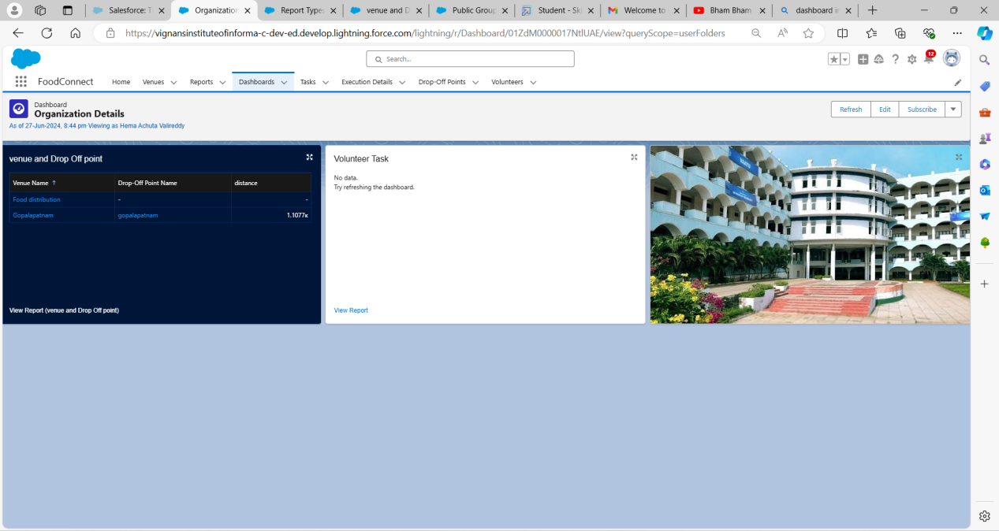 Salesforce: T
Organization
Report Types
venue and D
Public Group
Student - Ski
Welcome to
Bham Bham
dashboard in
https://vignansinstituteofinforma-c-dev-ed.develop.lightning.force.com/lightning/r/Dashboard/01ZdM0000017NtlUAE/view?queryScope=userFolders
Search...
12
FoodConnect
Home
Venues
Reports
Dashboards
Tasks
Execution Details
Drop-Off Points
Volunteers
Dashboard
Organization Details
As of 27-Jun-2024, 8:44 pm·Viewing as Hema Achuta Valireddy
Refresh
Edit
Subscribe
venue and Drop Off point
Venue Name ↑
Drop-Off Point Name
distance
Food distribution
-
-
Gopalapatnam
gopalapatnam
1.1077k
View Report (venue and Drop Off point)
Volunteer Task
No data.
Try refreshing the dashboard.
View Report